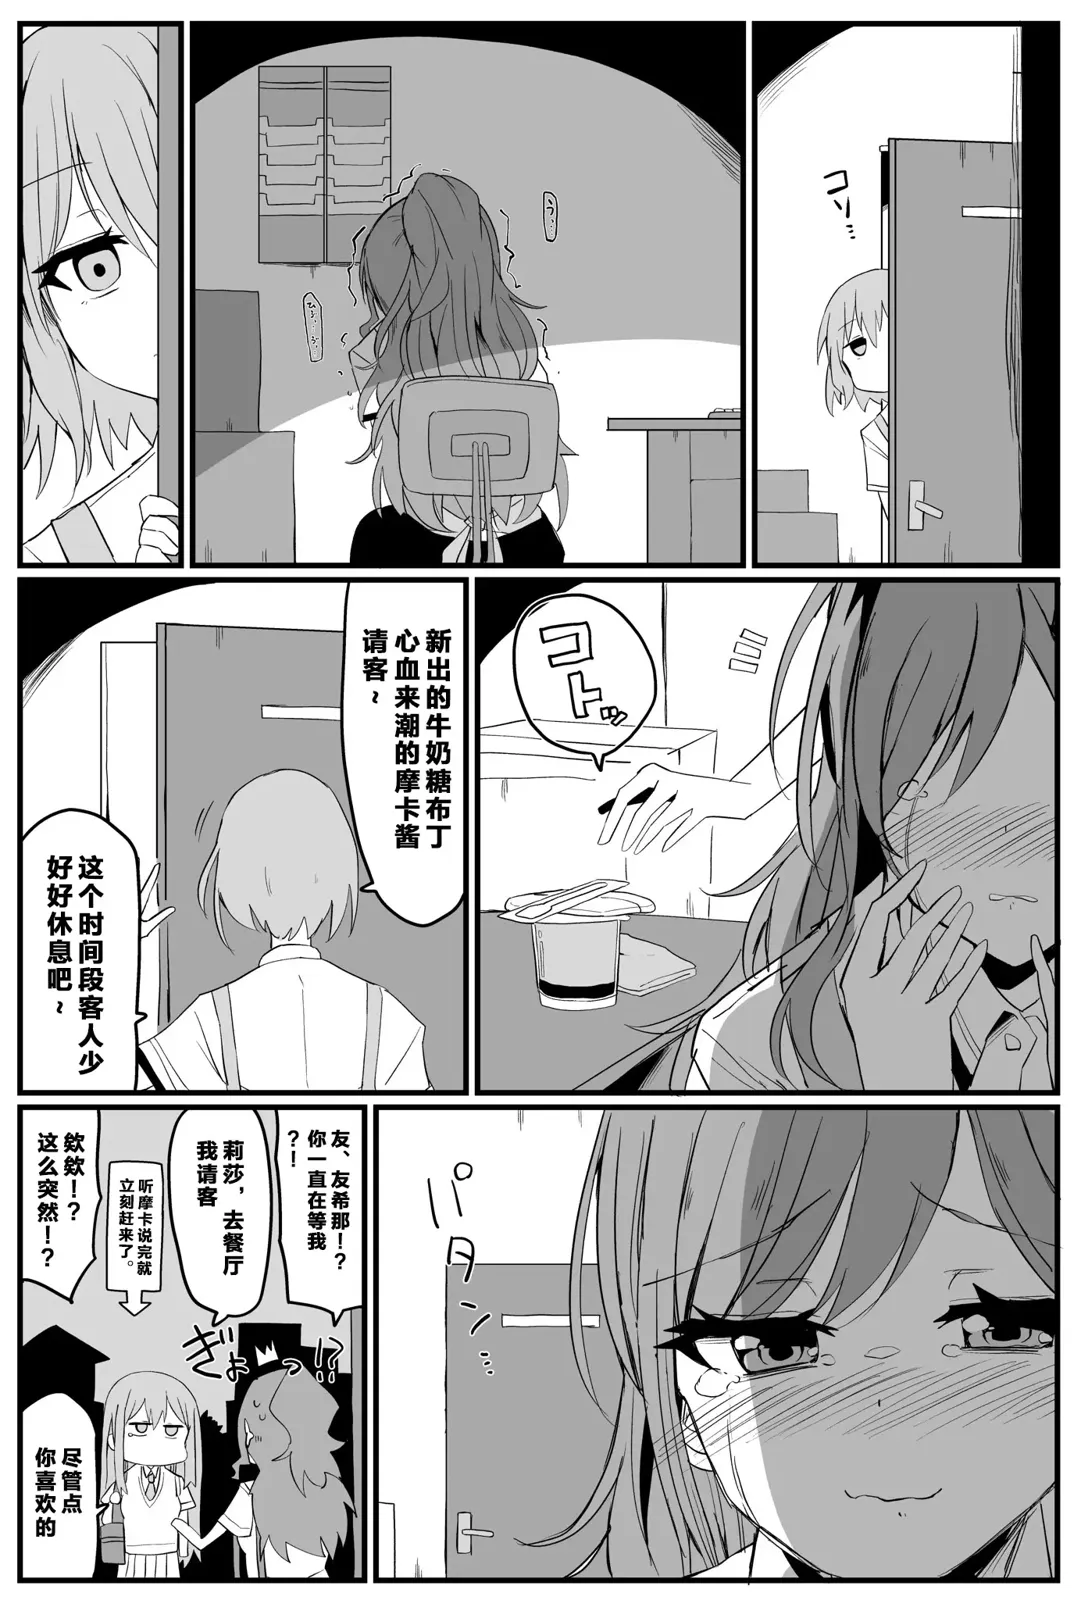 コソ…
う…
新出的牛奶糖布丁
心血来潮的摩卡酱
请客~
这个时间段客人少
好好休息吧~
コトッ
パタン
友、友希那！？
你一直在等我
？！
莉莎，去餐厅
我请客
听摩卡说完就
立刻赶来了。
欸欸！？
这么突然！？
ぎょっ
!?
尽管点
你喜欢的